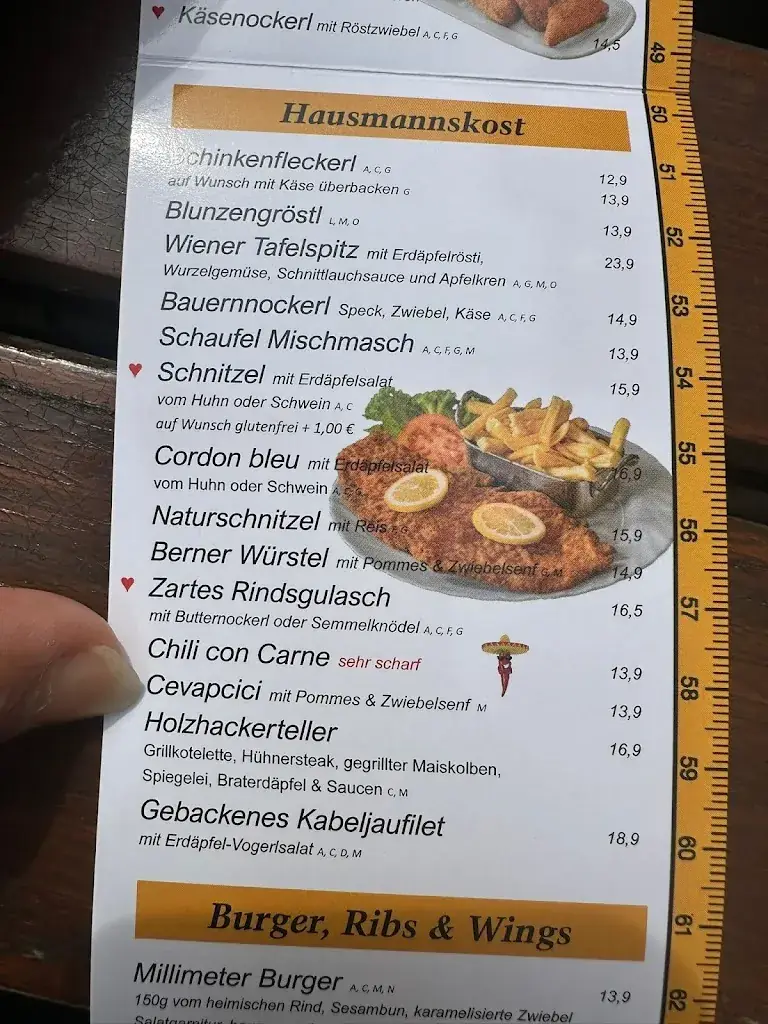 ♥ Käsenockerl mit Röstzwiebel A, C, F, G 14,5
Hausmannskost
Schinkenfleckerl A, C, G 12,9
auf Wunsch mit Käse überbacken G 13,9
Blunzengröstl L, M, O 13,9
Wiener Tafelspitz mit Erdäpfelrösti, 23,9
Wurzelgemüse, Schnittlauchsauce und Apfelkren A, G, M, O
Bauernnockerl Speck, Zwiebel, Käse A, C, F, G 14,9
Schaufel Mischmasch A, C, F, G, M 13,9
♥ Schnitzel mit Erdäpfelsalat 15,9
vom Huhn oder Schwein A, C
auf Wunsch glutenfrei + 1,00 €
Cordon bleu mit Erdäpfelsalat 16,9
vom Huhn oder Schwein A, C, G
Naturschnitzel mit Reis 15,9
Berner Würstel mit Pommes & Zwiebelsenf G, M 14,9
♥ Zartes Rindsgulasch 16,5
mit Butternockerl oder Semmelknödel A, C, F, G
Chili con Carne sehr scharf 13,9
Cevapcici mit Pommes & Zwiebelsenf M 13,9
Holzhackerteller 16,9
Grillkotelette, Hühnersteak, gegrillter Maiskolben,
Spiegelei, Braterdäpfel & Saucen C, M
Gebackenes Kabeljaufilet 18,9
mit Erdäpfel-Vogerlsalat A, C, D, M
Burger, Ribs & Wings
Millimeter Burger A, C, M, N 13,9
150g vom heimischen Rind, Sesambun, karamelisierte Zwiebel
49
50
51
52
53
54
55
56
57
58
59
60
61
62